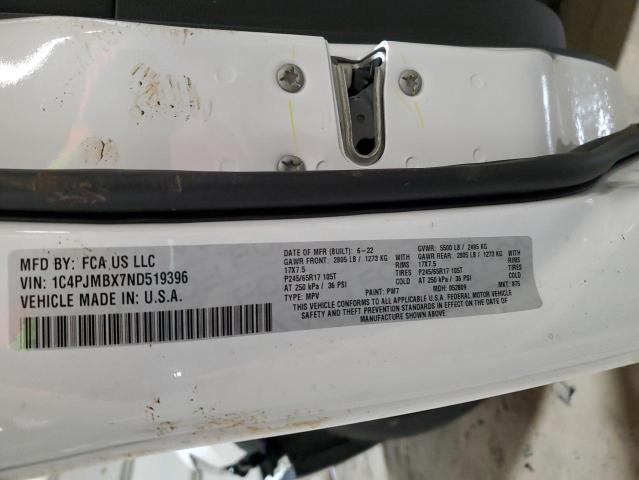 MFD BY: FCA US LLC
VIN: 1C4PJMBX7ND519396
VEHICLE MADE IN: U.S.A.
DATE OF MFR (BUILT): 6-22 GVWR: 5500 LB / 2495 KG
GAWR FRONT: 2805 LB / 1273 KG WITH GAWR REAR: 2805 LB / 1273 KG WITH
17X7.5 RIMS 17X7.5 RIMS
P245/65R17 105T TIRES P245/65R17 105T TIRES
AT 250 kPa / 36 PSI COLD AT 250 kPa / 36 PSI COLD
TYPE: MPV PAINT: PW7 MDH: 052809 MKT: 876
CONFORMS TO ALL APPLICABLE U.S.A. FEDERAL MOTOR VEHICLE
SAFETY AND THEFT PREVENTION STANDARDS IN EFFECT ON THE DATE OF
MANUFACTURE SHOWN ABOVE.